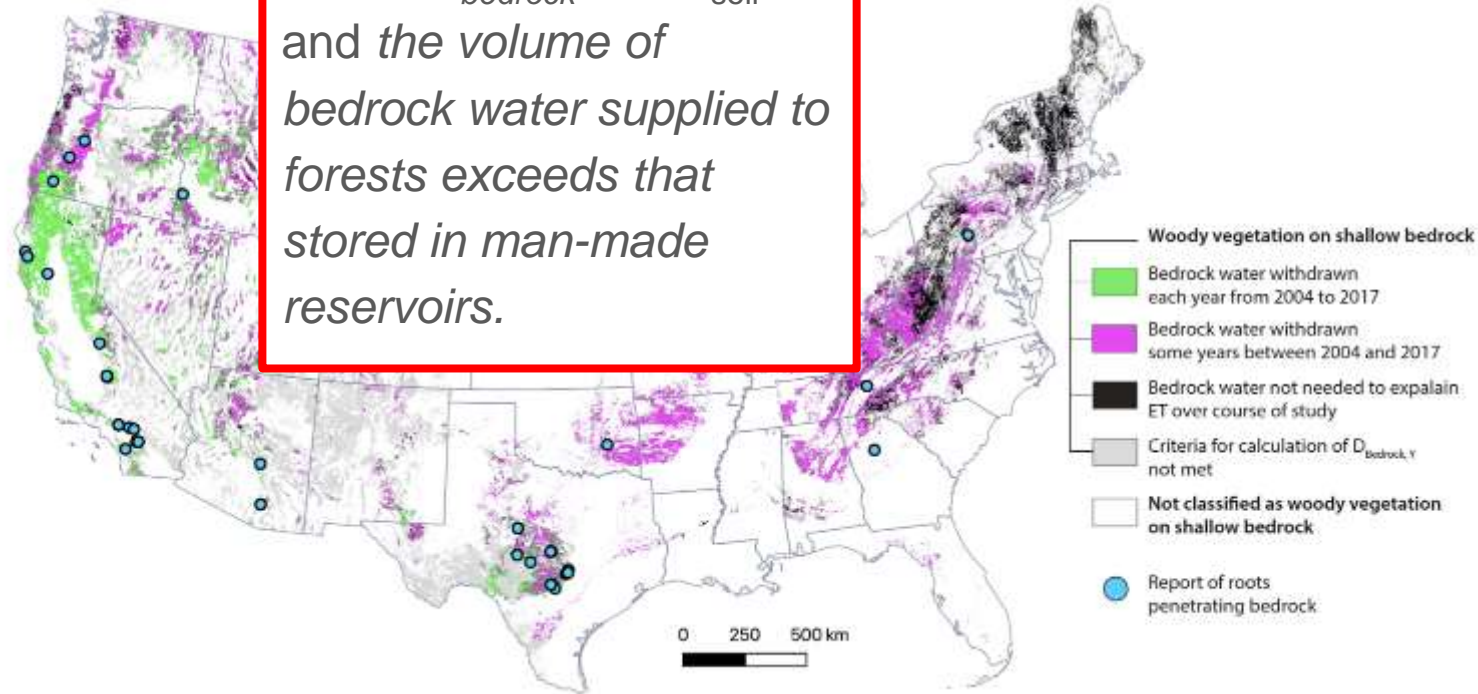 bedrock soil
and the volume of
bedrock water supplied to
forests exceeds that
stored in man-made
reservoirs.
Woody vegetation on shallow bedrock
Bedrock water withdrawn
each year from 2004 to 2017
Bedrock water withdrawn
some years between 2004 and 2017
Bedrock water not needed to expalain
ET over course of study
Criteria for calculation of D Bedrock, Y
not met
Not classified as woody vegetation
on shallow bedrock
Report of roots
penetrating bedrock
0 250 500 km